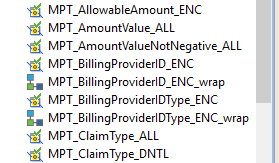 MPT_AllowableAmount_ENC
MPT_AmountValue_ALL
MPT_AmountValueNotNegative_ALL
MPT_BillingProviderID_ENC
MPT_BillingProviderID_ENC_wrap
MPT_BillingProviderIDType_ENC
MPT_BillingProviderIDType_ENC_wrap
MPT_ClaimType_ALL
MPT_ClaimType_DNTL